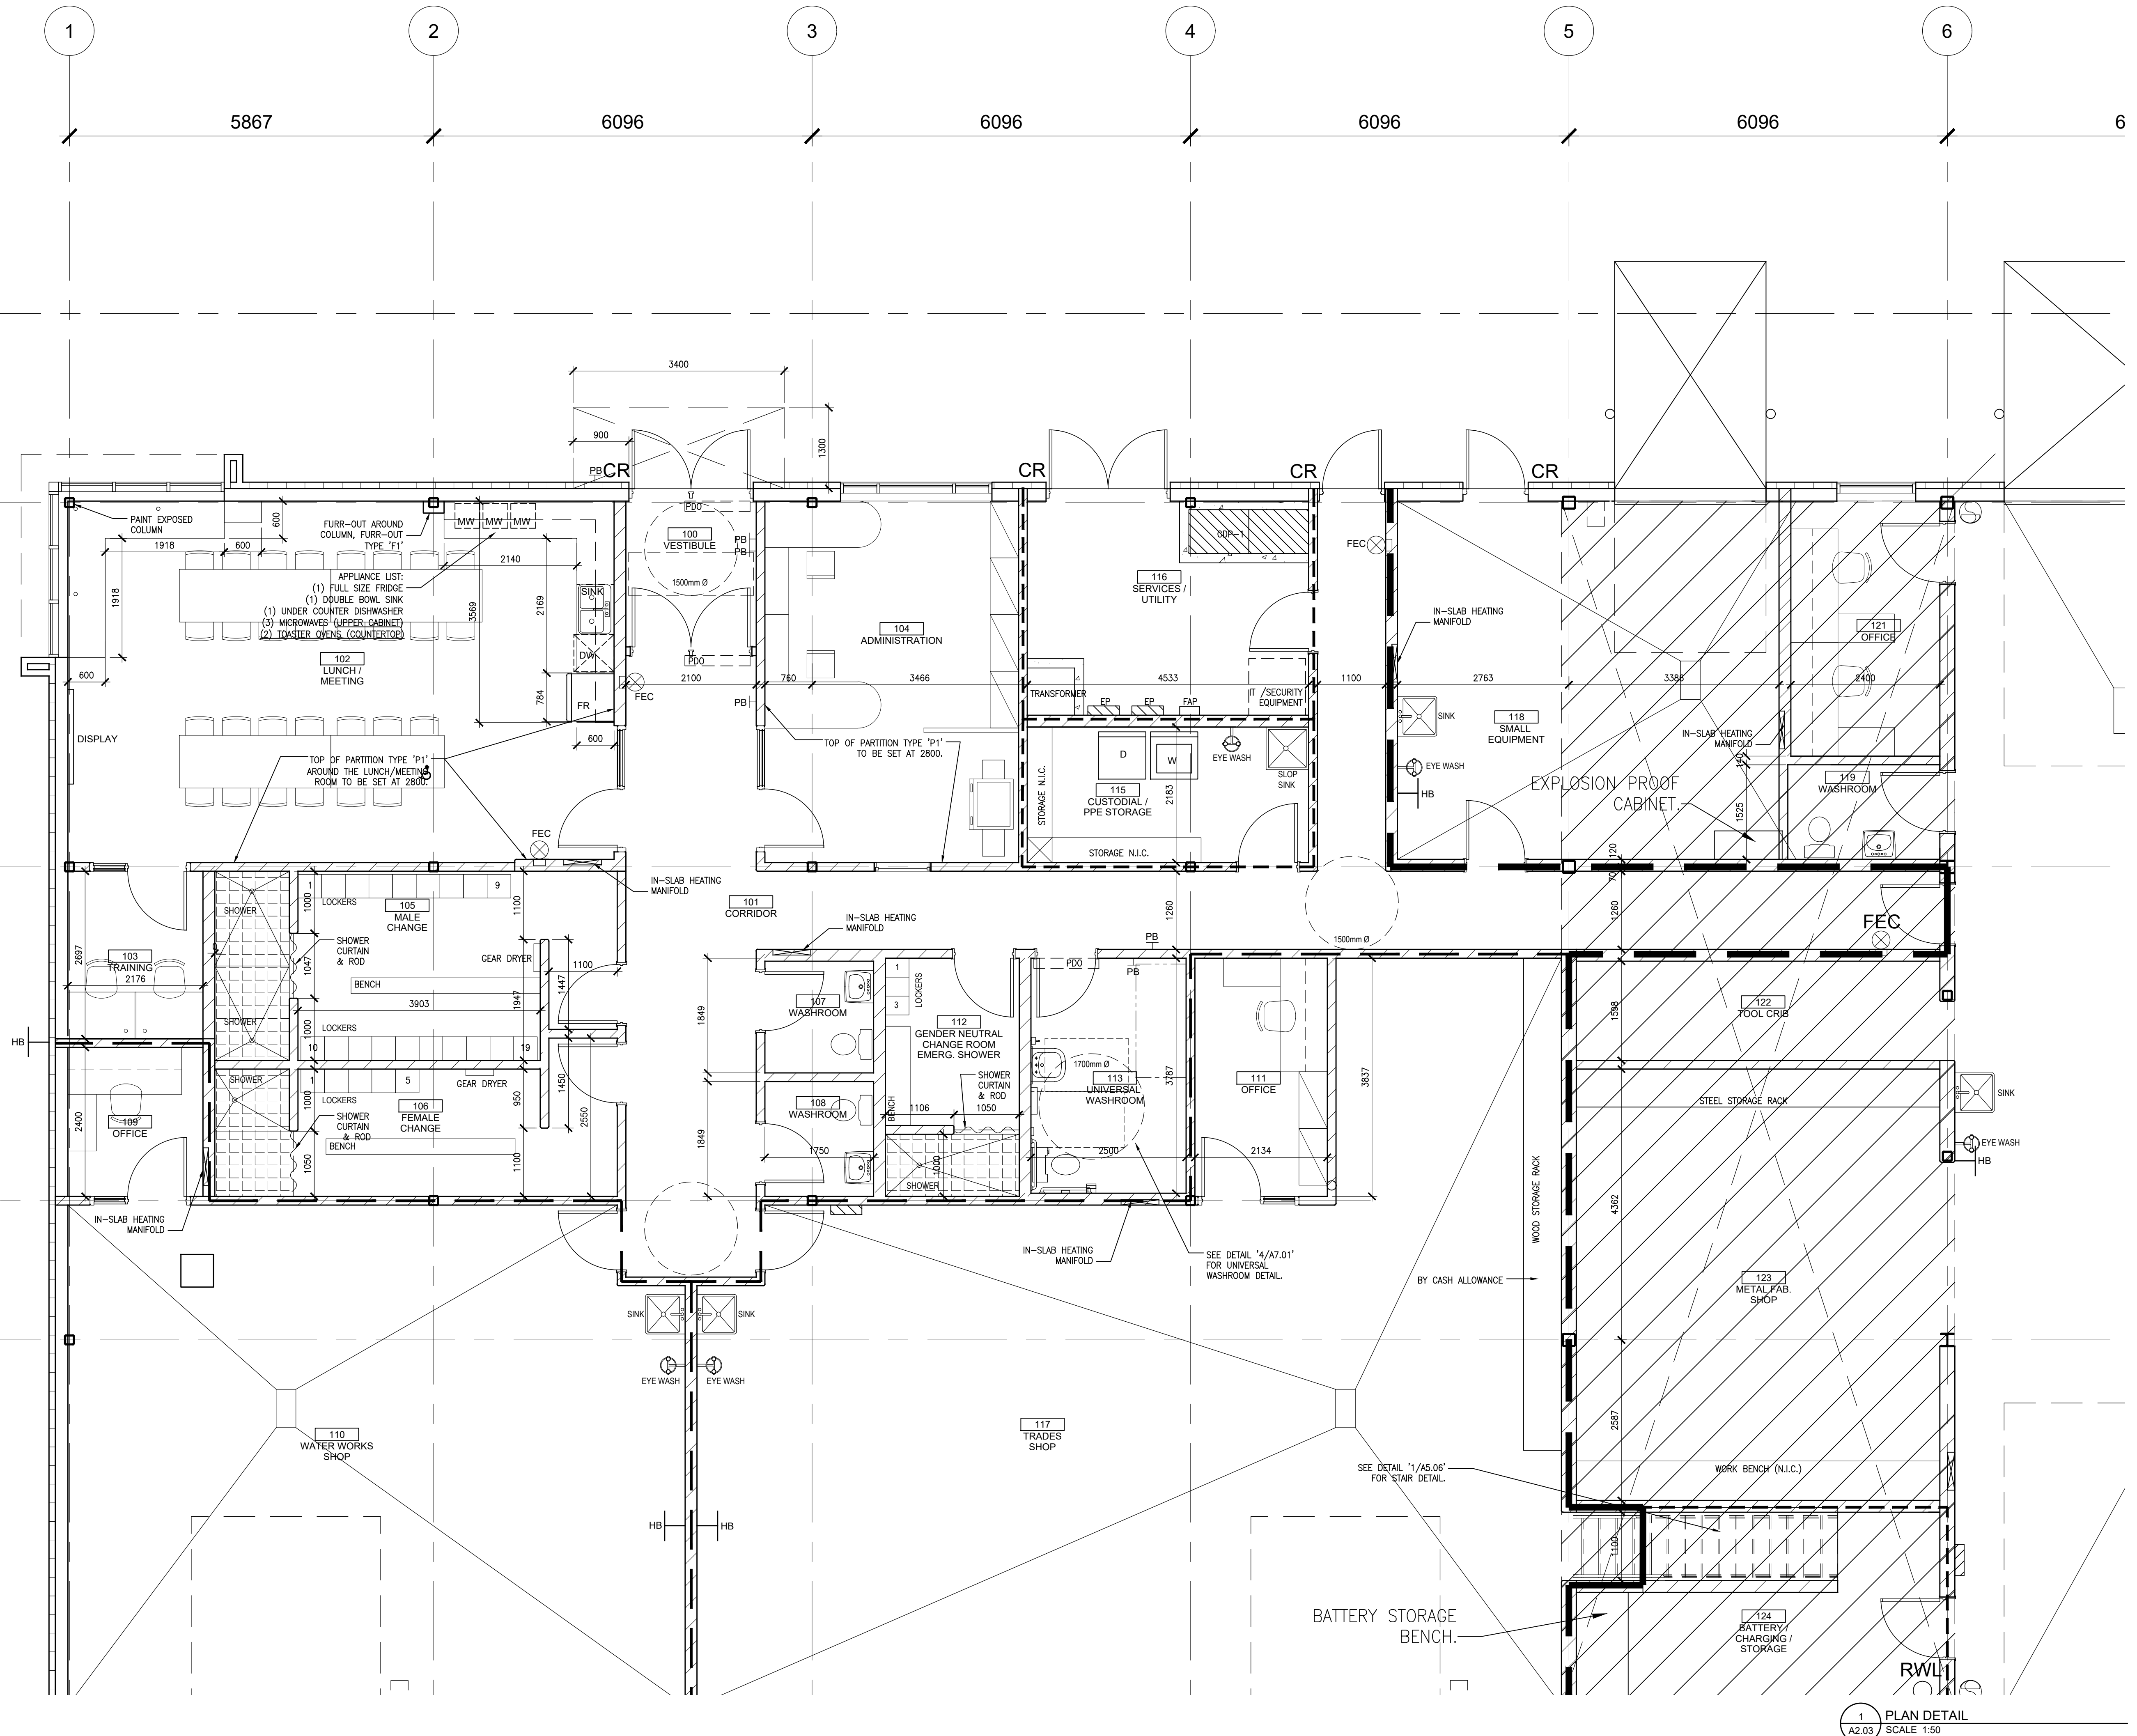 1
2
3
4
5
6
5867
6096
6096
6096
6096
6
3400
900
1300
PB
CR
CR
CR
CR
PAINT EXPOSED
COLUMN
1918
600
600
FURR-OUT AROUND
COLUMN, FURR-OUT
TYPE 'F1'
MW
MW
MW
PDO
100
VESTIBULE
PB
PB
1500mm Ø
2140
APPLIANCE LIST:
(1) FULL SIZE FRIDGE
(1) DOUBLE BOWL SINK
(1) UNDER COUNTER DISHWASHER
(3) MICROWAVES (UPPER CABINET)
(2) TOASTER OVENS (COUNTERTOP)
1918
3569
2169
SINK
DW
784
FR
600
600
102
LUNCH /
MEETING
DISPLAY
FEC
PDO
2100
PB
760
3466
104
ADMINISTRATION
CDP-1
116
SERVICES /
UTILITY
4533
TRANSFORMER
EP
EP
FAP
IT /SECURITY
EQUIPMENT
1100
FEC
IN-SLAB HEATING
MANIFOLD
2763
3386
2400
SINK
118
SMALL
EQUIPMENT
EYE WASH
HB
121
OFFICE
IN-SLAB HEATING
MANIFOLD
140
119
WASHROOM
EXPLOSION PROOF
CABINET.
1525
120
70
TOP OF PARTITION TYPE 'P1'
AROUND THE LUNCH/MEETING
ROOM TO BE SET AT 2800.
TOP OF PARTITION TYPE 'P1'
TO BE SET AT 2800.
STORAGE N.I.C.
D
W
EYE WASH
SLOP
SINK
115
CUSTODIAL /
PPE STORAGE
2183
STORAGE N.I.C.
FEC
IN-SLAB HEATING
MANIFOLD
101
CORRIDOR
IN-SLAB HEATING
MANIFOLD
1260
1260
PB
1500mm Ø
FEC
SHOWER
1000
1
9
LOCKERS
105
MALE
CHANGE
1100
SHOWER
CURTAIN
& ROD
GEAR DRYER
1100
1447
1047
BENCH
3903
1947
SHOWER
1000
LOCKERS
10
19
2697
103
TRAINING
2176
HB
SHOWER
1000
1
5
LOCKERS
GEAR DRYER
106
FEMALE
CHANGE
950
1450
2550
SHOWER
CURTAIN
& ROD
BENCH
1050
1100
2400
109
OFFICE
IN-SLAB HEATING
MANIFOLD
1849
107
WASHROOM
1849
108
WASHROOM
1750
1
3
LOCKERS
112
GENDER NEUTRAL
CHANGE ROOM
EMERG. SHOWER
SHOWER
CURTAIN
& ROD
BENCH
1106
1050
1000
SHOWER
PDO
PB
1700mm Ø
113
UNIVERSAL
WASHROOM
3787
2500
111
OFFICE
2134
3837
IN-SLAB HEATING
MANIFOLD
SEE DETAIL '4/A7.01'
FOR UNIVERSAL
WASHROOM DETAIL.
1598
122
TOOL CRIB
STEEL STORAGE RACK
SINK
EYE WASH
HB
WOOD STORAGE RACK
BY CASH ALLOWANCE
4362
123
METAL FAB.
SHOP
2587
WORK BENCH (N.I.C.)
SEE DETAIL '1/A5.06'
FOR STAIR DETAIL.
1100
SINK
SINK
EYE WASH
EYE WASH
110
WATER WORKS
SHOP
117
TRADES
SHOP
HB
HB
BATTERY STORAGE
BENCH.
124
BATTERY /
CHARGING /
STORAGE
RWL
1
A2.03
PLAN DETAIL
SCALE 1:50